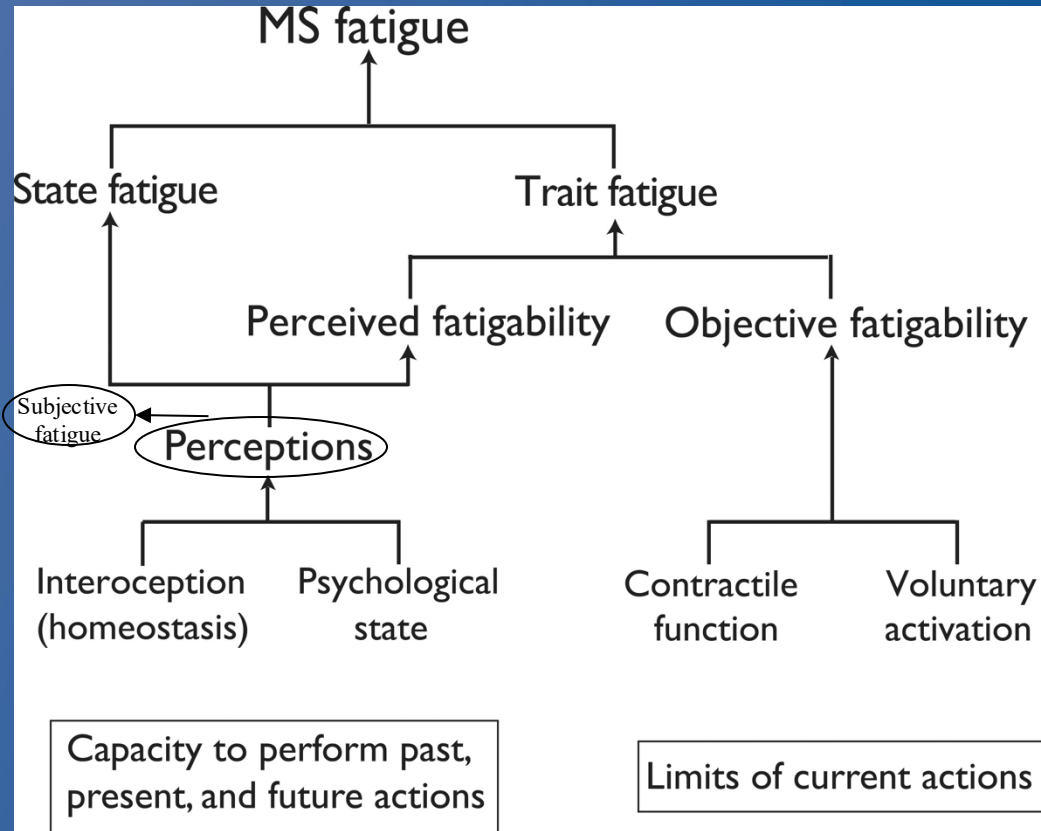 MS fatigue
State fatigue
Trait fatigue
Perceived fatigability
Objective fatigability
Subjective
fatigue
Perceptions
Interoception
(homeostasis)
Psychological
state
Contractile
function
Voluntary
activation
Capacity to perform past,
present, and future actions
Limits of current actions